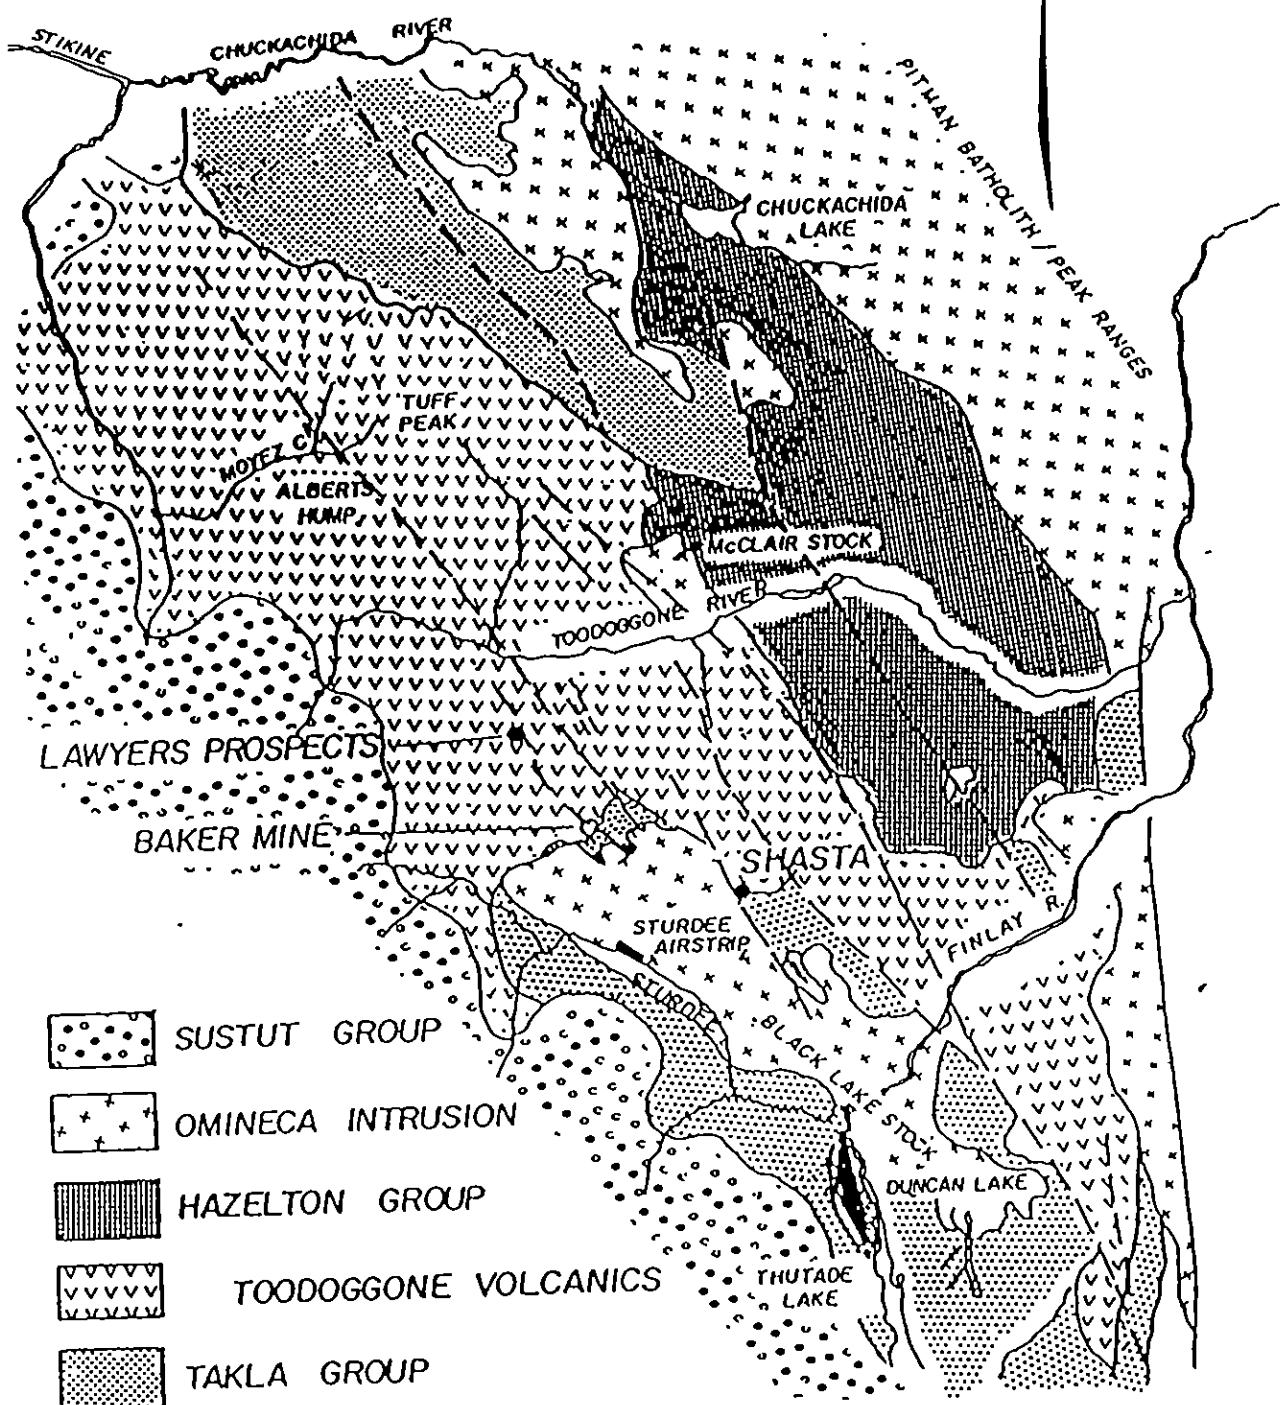 STIKINE
CHUCKACHIDA RIVER
PITMAN BATHOLITH / PEAK RANGES
CHUCKACHIDA
LAKE
TUFF
PEAK
MOYEZ CK
ALBERTS
HUMP
McCLAIR STOCK
TOODOGGONE RIVER
LAWYERS PROSPECTS
BAKER MINE
SHASTA
STURDEE
AIRSTRIP
FINLAY R.
STURDEE
BLACK LAKE STOCK
DUNCAN LAKE
THUTADE
LAKE
SUSTUT GROUP
OMINECA INTRUSION
HAZELTON GROUP
TOODOGGONE VOLCANICS
TAKLA GROUP